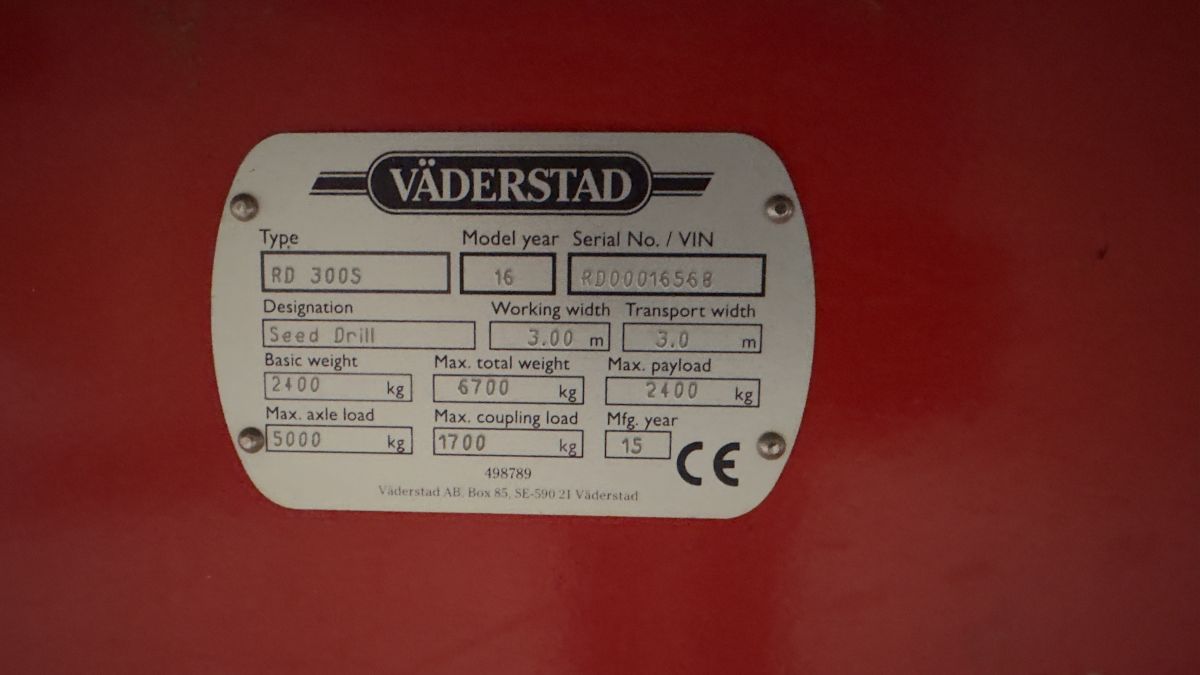 VÄDERSTAD
Type Model year Serial No. / VIN
RD 300S 16 RD00016568
Designation Working width Transport width
Seed Drill 3.00 m 3.0 m
Basic weight Max. total weight Max. payload
2400 kg 6700 kg 2400 kg
Max. axle load Max. coupling load Mfg. year
5000 kg 1700 kg 15 CE
498789
Väderstad AB, Box 85, SE-590 21 Väderstad